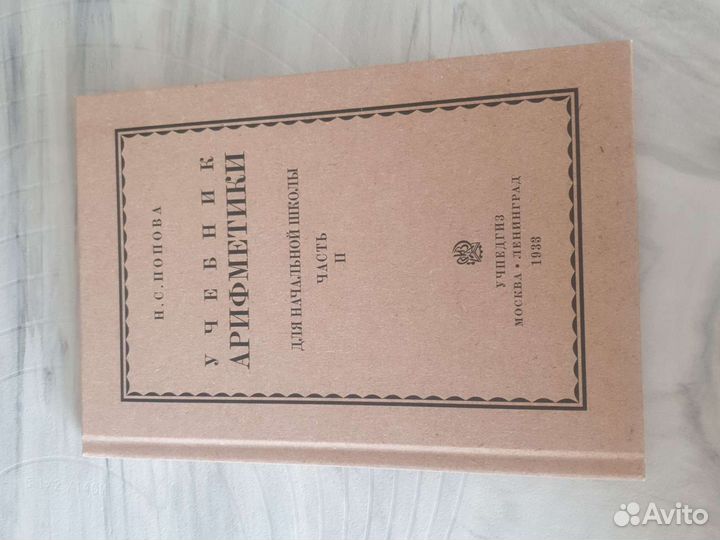 Н. С. ПОПОВА
УЧЕБНИК
АРИФМЕТИКИ
ДЛЯ НАЧАЛЬНОЙ ШКОЛЫ
ЧАСТЬ
II
УЧПЕДГИЗ
МОСКВА • ЛЕНИНГРАД
1933
Avito